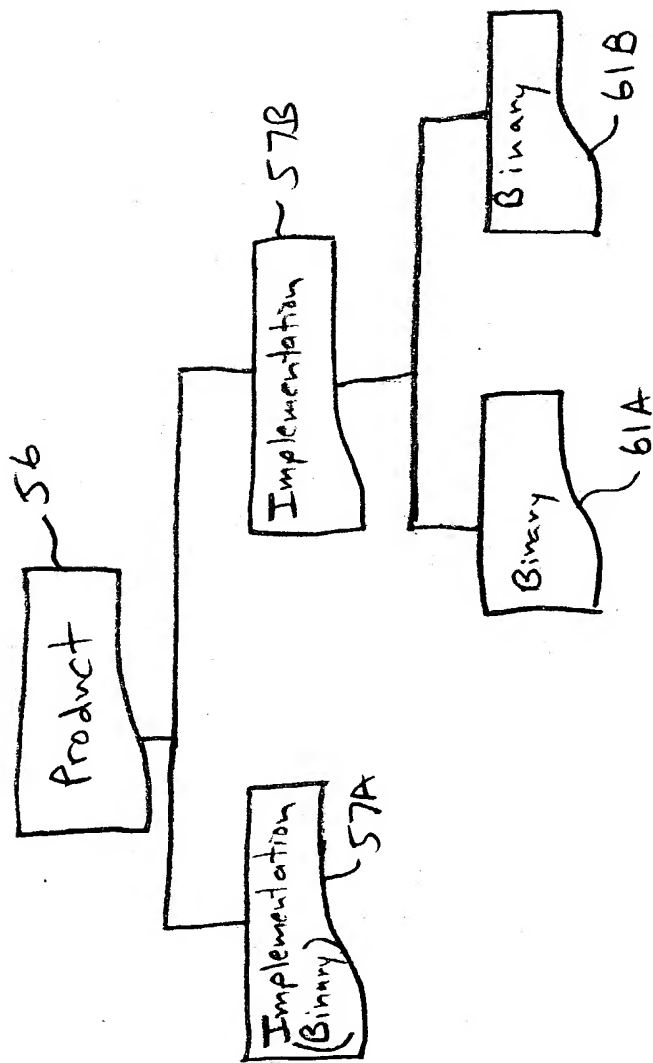 Product
56
Implementation
(Binary)
57A
Implementation
57B
Binary
61A
Binary
61B